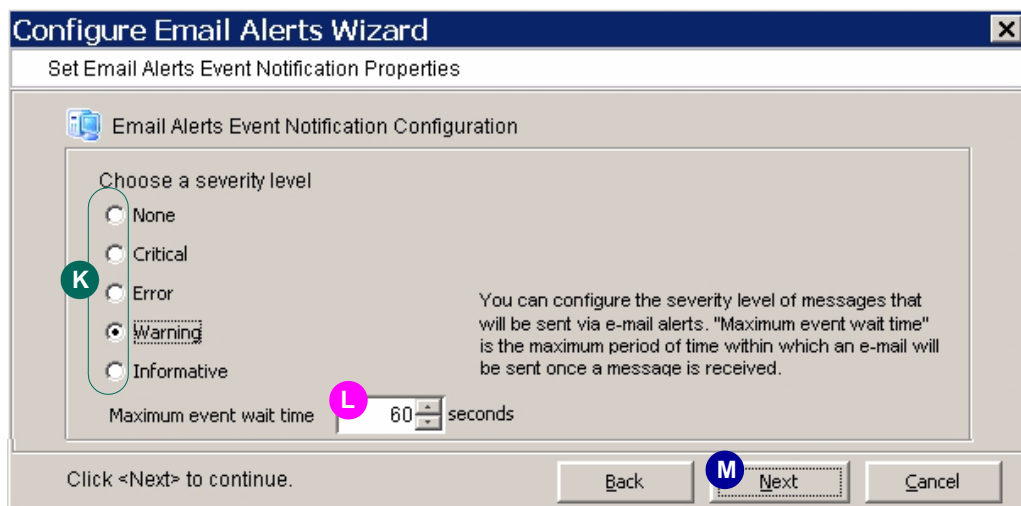 Configure Email Alerts Wizard
Set Email Alerts Event Notification Properties
Email Alerts Event Notification Configuration
Choose a severity level
None
Critical
K
Error
Warning
Informative
You can configure the severity level of messages that
will be sent via e-mail alerts. "Maximum event wait time"
is the maximum period of time within which an e-mail will
be sent once a message is received.
Maximum event wait time L 60 seconds
Click <Next> to continue.
Back
M
Next
Cancel